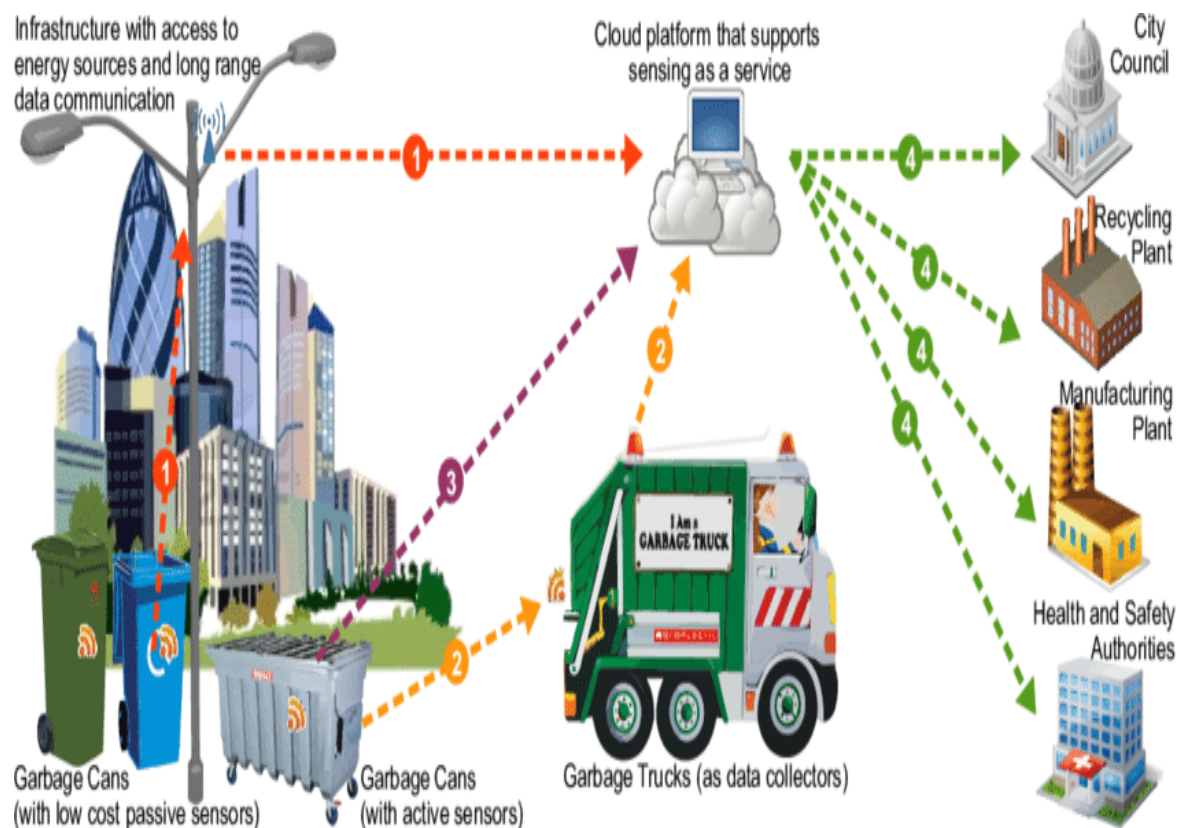 Infrastructure with access to
energy sources and long range
data communication
Cloud platform that supports
sensing as a service
City
Council
1
4
Recycling
Plant
4
2
4
Manufacturing
Plant
4
1
3
I Am a
GARBAGE TRUCK
Health and Safety
Authorities
2
Garbage Cans
(with low cost passive sensors)
Garbage Cans
(with active sensors)
Garbage Trucks (as data collectors)